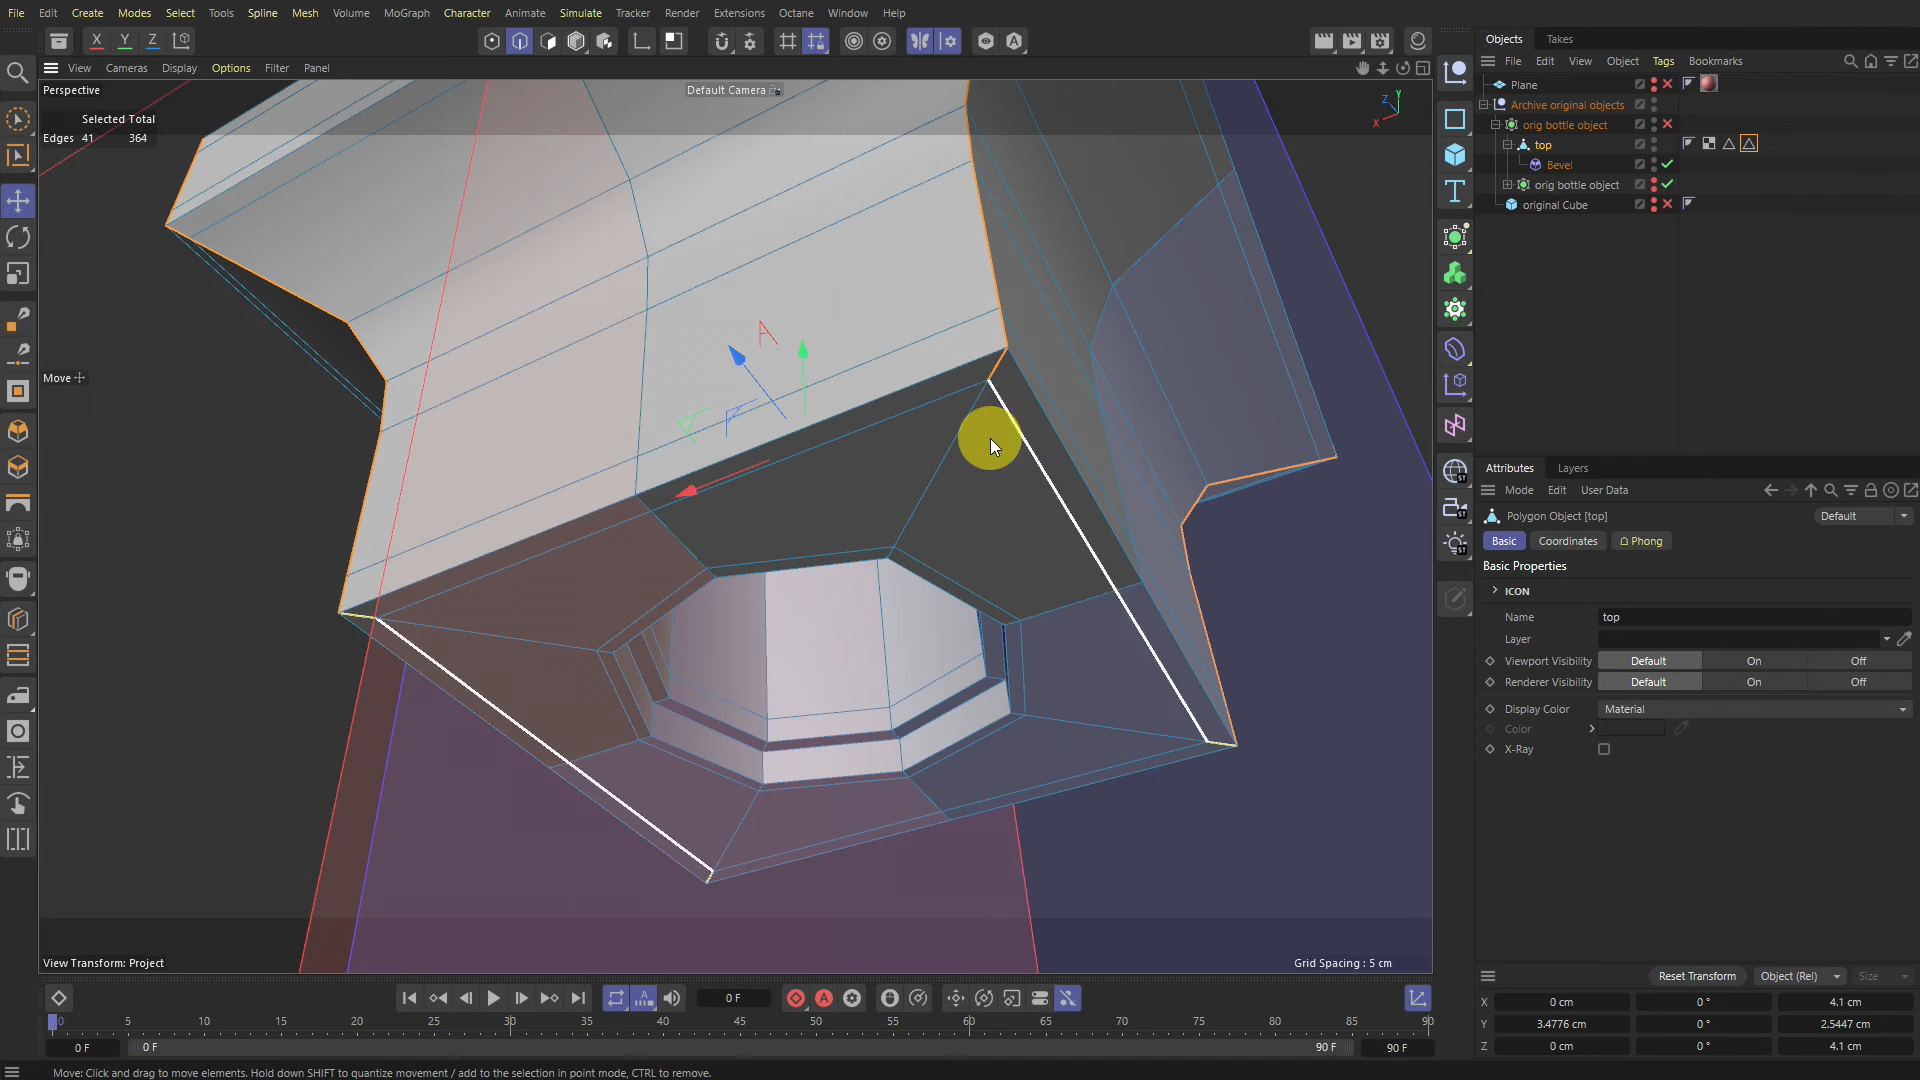 File Edit Create Modes Select Tools Spline Mesh Volume MoGraph Character Animate Simulate Tracker Render Extensions Octane Window Help
X Y Z
View Cameras Display Options Filter Panel
Perspective
Default Camera
Selected Total
Edges 41 364
Move
View Transform: Project
Grid Spacing : 5 cm
Objects Takes
File Edit View Object Tags Bookmarks
Plane
Archive original objects
orig bottle object
top
Bevel
orig bottle object
original Cube
Attributes Layers
Mode Edit User Data
Polygon Object [top]
Default
Basic Coordinates Phong
Basic Properties
ICON
Name top
Layer
Viewport Visibility Default On Off
Renderer Visibility Default On Off
Display Color Material
Color
X-Ray
Reset Transform Object (Rel) Size
X 0 cm 0 ° 4.1 cm
Y 3.4776 cm 0 ° 2.5447 cm
Z 0 cm 0 ° 4.1 cm
0 F
0 5 10 15 20 25 30 35 40 45 50 55 60 65 70 75 80 85 90
0 F 0 F 90 F 90 F
Move: Click and drag to move elements. Hold down SHIFT to quantize movement / add to the selection in point mode, CTRL to remove.